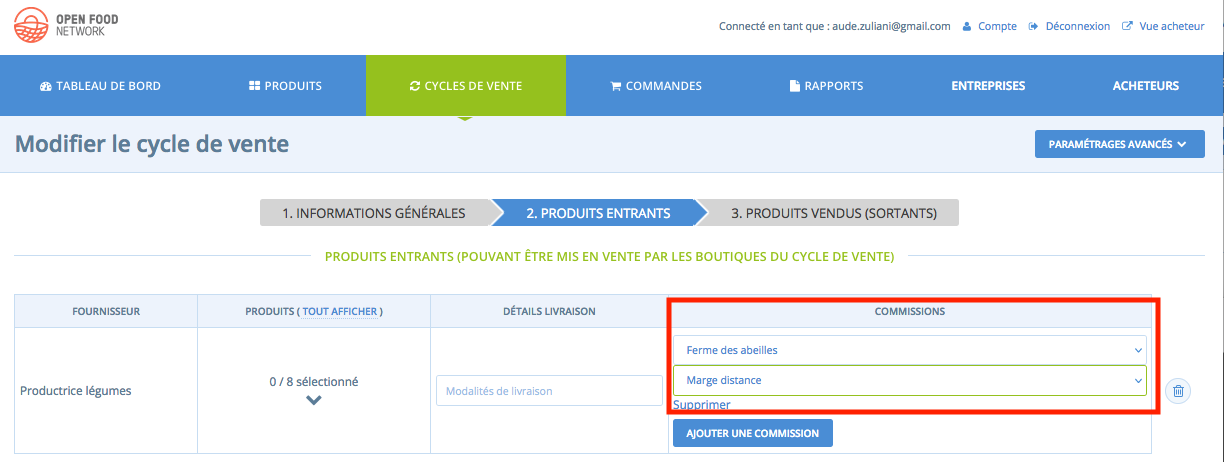 OPEN FOOD
NETWORK
Connecté en tant que : aude.zuliani@gmail.com Compte Déconnexion Vue acheteur
TABLEAU DE BORD PRODUITS CYCLES DE VENTE COMMANDES RAPPORTS ENTREPRISES ACHETEURS
Modifier le cycle de vente
PARAMÉTRAGES AVANCÉS
1. INFORMATIONS GÉNÉRALES 2. PRODUITS ENTRANTS 3. PRODUITS VENDUS (SORTANTS)
PRODUITS ENTRANTS (POUVANT ÊTRE MIS EN VENTE PAR LES BOUTIQUES DU CYCLE DE VENTE)
FOURNISSEUR PRODUITS ( TOUT AFFICHER ) DÉTAILS LIVRAISON COMMISSIONS
Ferme des abeilles
0 / 8 sélectionné
Marge distance
Productrice légumes
Modalités de livraison
Supprimer
AJOUTER UNE COMMISSION